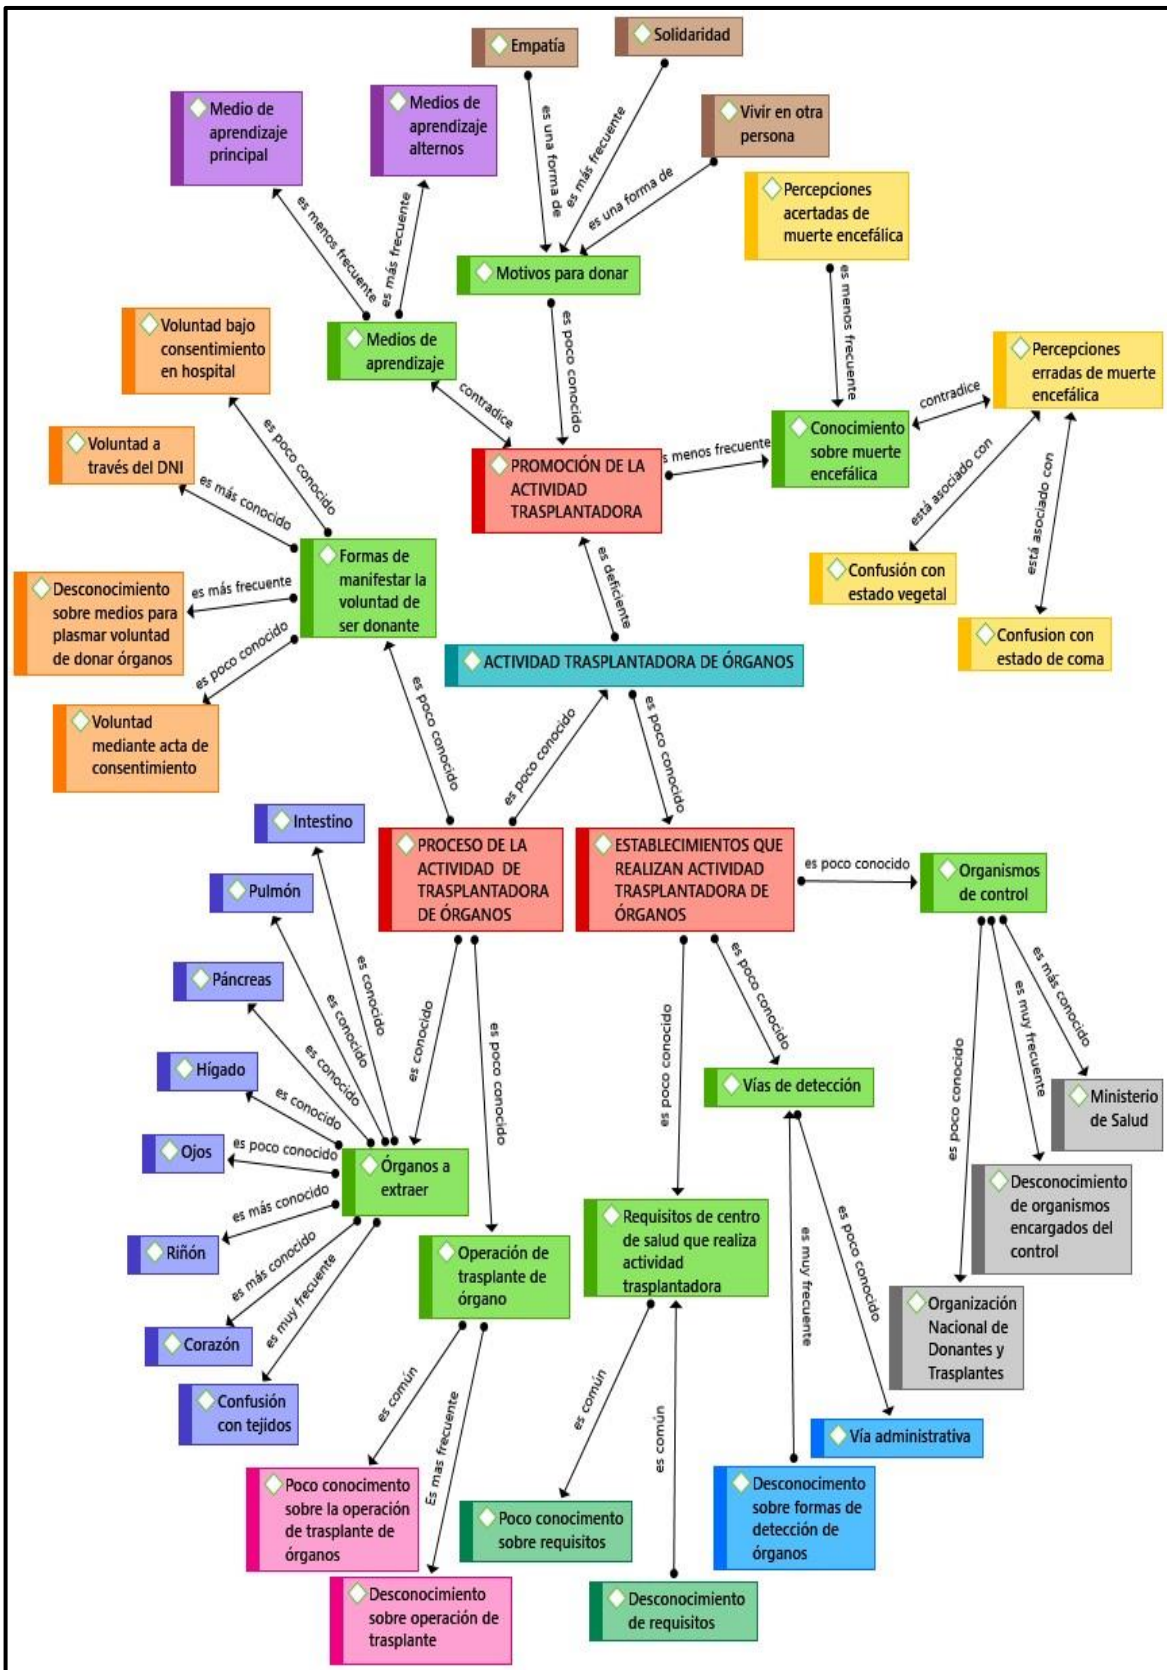 Empatía
Solidaridad
Medio de
aprendizaje
principal
Medios de
aprendizaje
alternos
Vivir en otra
persona
es una forma de
es más frecuente
es una forma de
Percepciones
acertadas de
muerte encefálica
es menos frecuente
es más frecuente
Motivos para donar
es menos frecuente
Voluntad bajo
consentimiento
en hospital
Medios de
aprendizaje
es poco conocido
Percepciones
erradas de muerte
encefálica
contradice
contradice
Conocimiento
sobre muerte
encefálica
es poco conocido
Voluntad a
través del DNI
es más conocido
PROMOCIÓN DE LA
ACTIVIDAD
TRASPLANTADORA
s menos frecuente
está asociado con
está asociado con
Formas de
manifestar la
voluntad de
ser donante
es deficiente
Confusión con
estado vegetal
Desconocimiento
sobre medios para
plasmar voluntad
de donar órganos
es más frecuente
es poco conocido
Confusion con
estado de coma
ACTIVIDAD TRASPLANTADORA DE ÓRGANOS
Voluntad
mediante acta de
consentimiento
es poco conocido
es poco conocido
es poco conocido
Intestino
PROCESO DE LA
ACTIVIDAD DE
TRASPLANTADORA
DE ÓRGANOS
ESTABLECIMIENTOS QUE
REALIZAN ACTIVIDAD
TRASPLANTADORA DE
ÓRGANOS
es poco conocido
Organismos
de control
Pulmón
es conocido
es conocido
Páncreas
es conocido
es conocido
es poco conocido
es poco conocido
es poco conocido
es poco conocido
es muy frecuente
es más conocido
Hígado
es conocido
Vías de detección
Ministerio
de Salud
Ojos
es poco conocido
Órganos a
extraer
Desconocimiento
de organismos
encargados del
control
Riñón
es más conocido
Requisitos de centro
de salud que realiza
actividad
trasplantadora
es muy frecuente
es poco conocido
Operación de
trasplante de
órgano
es más conocido
es muy frecuente
Corazón
Organización
Nacional de
Donantes y
Trasplantes
Confusión
con tejidos
es común
Es mas frecuente
es común
es común
Vía administrativa
Poco conocimento
sobre la operación
de trasplante de
órganos
Desconocimento
sobre formas de
detección de
órganos
Poco conocimento
sobre requisitos
Desconocimiento
sobre operación de
trasplante
Desconocimiento
de requisitos